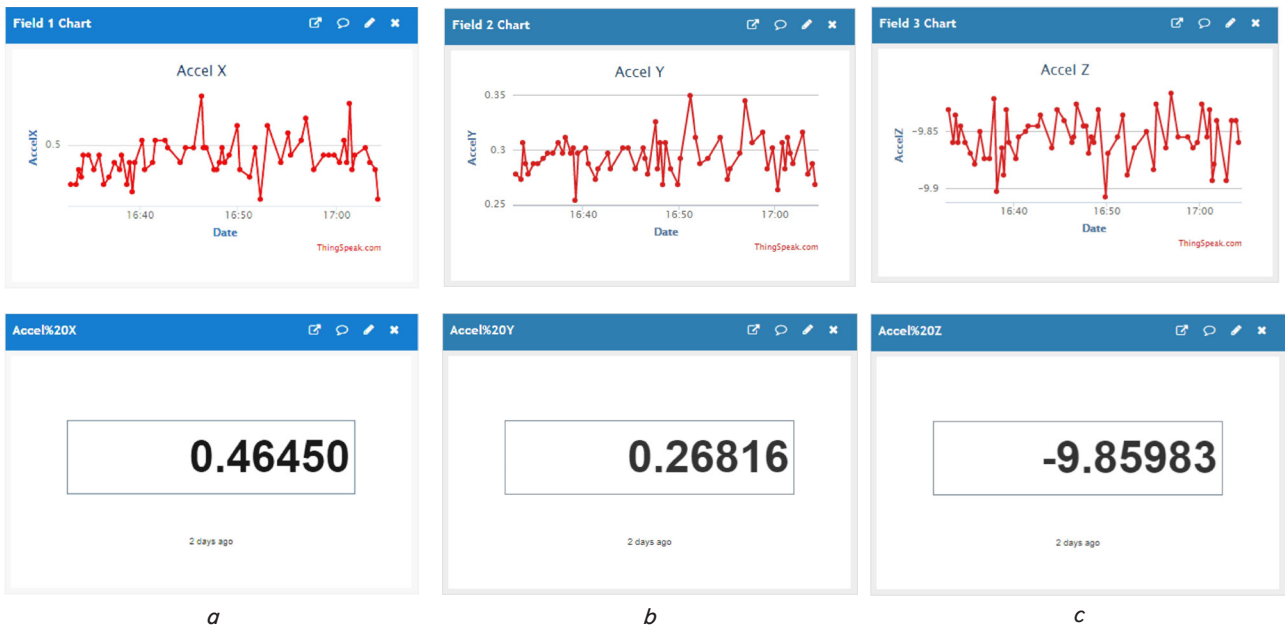 Field 1 Chart
Accel X
AccelX
0.5
16:40 16:50 17:00
Date
ThingSpeak.com
Field 2 Chart
Accel Y
AccelY
0.35
0.3
0.25
16:40 16:50 17:00
Date
ThingSpeak.com
Field 3 Chart
Accel Z
AccelZ
-9.85
-9.9
16:40 16:50 17:00
Date
ThingSpeak.com
Accel%20X
0.46450
2 days ago
Accel%20Y
0.26816
2 days ago
Accel%20Z
-9.85983
2 days ago
a
b
c